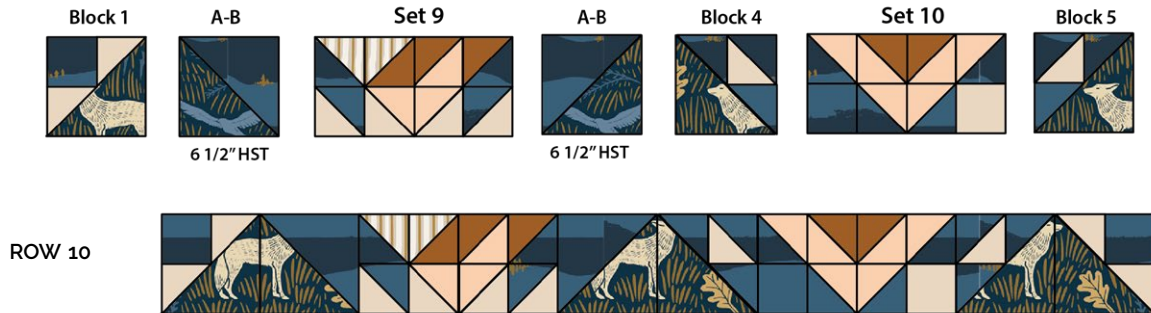 Block 1 A-B Set 9 A-B Block 4 Set 10 Block 5
6 1/2" HST 6 1/2" HST
ROW 10